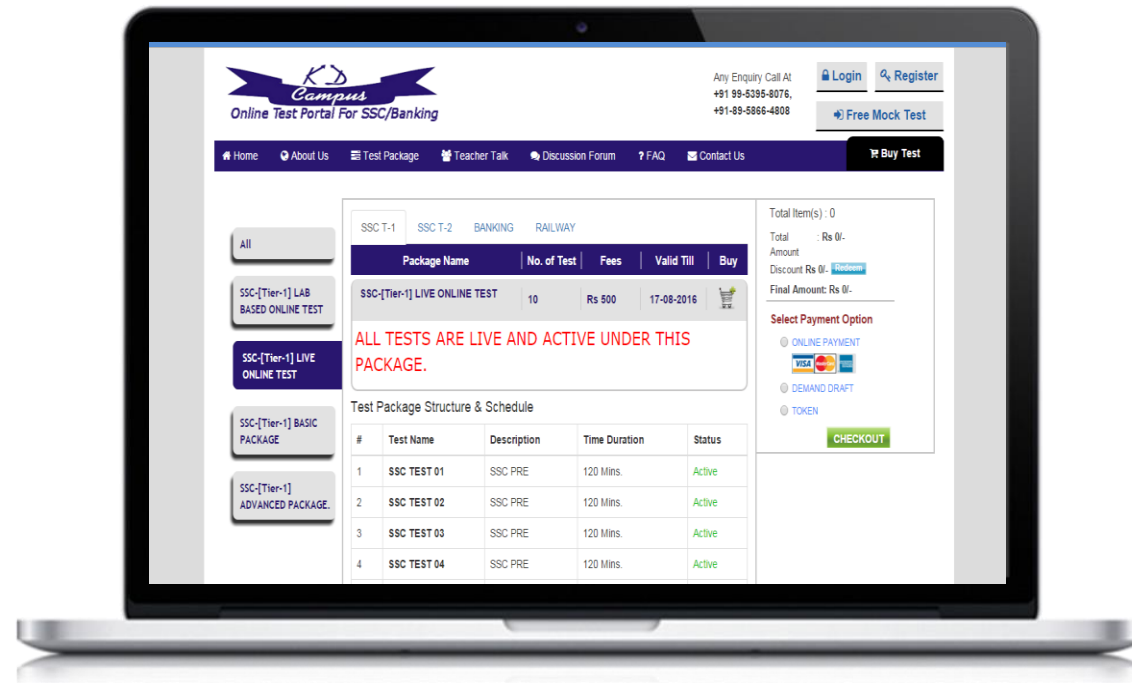 KD
Campus
Online Test Portal For SSC/Banking
Any Enquiry Call At
+91 99-5395-8076,
+91-89-5866-4808
Login
Register
Free Mock Test
Home
About Us
Test Package
Teacher Talk
Discussion Forum
? FAQ
Contact Us
Buy Test
All
SSC-[Tier-1] LAB
BASED ONLINE TEST
SSC-[Tier-1] LIVE
ONLINE TEST
SSC-[Tier-1] BASIC
PACKAGE
SSC-[Tier-1]
ADVANCED PACKAGE.
SSC T-1 SSC T-2 BANKING RAILWAY
Package Name No. of Test Fees Valid Till Buy
SSC-[Tier-1] LIVE ONLINE TEST 10 Rs 500 17-08-2016
ALL TESTS ARE LIVE AND ACTIVE UNDER THIS
PACKAGE.
Test Package Structure & Schedule
# Test Name Description Time Duration Status
1 SSC TEST 01 SSC PRE 120 Mins. Active
2 SSC TEST 02 SSC PRE 120 Mins. Active
3 SSC TEST 03 SSC PRE 120 Mins. Active
4 SSC TEST 04 SSC PRE 120 Mins. Active
Total Item(s) : 0
Total : Rs 0/-
Amount
Discount Rs 0/- Redeem
Final Amount: Rs 0/-
Select Payment Option
ONLINE PAYMENT
VISA
DEMAND DRAFT
TOKEN
CHECKOUT